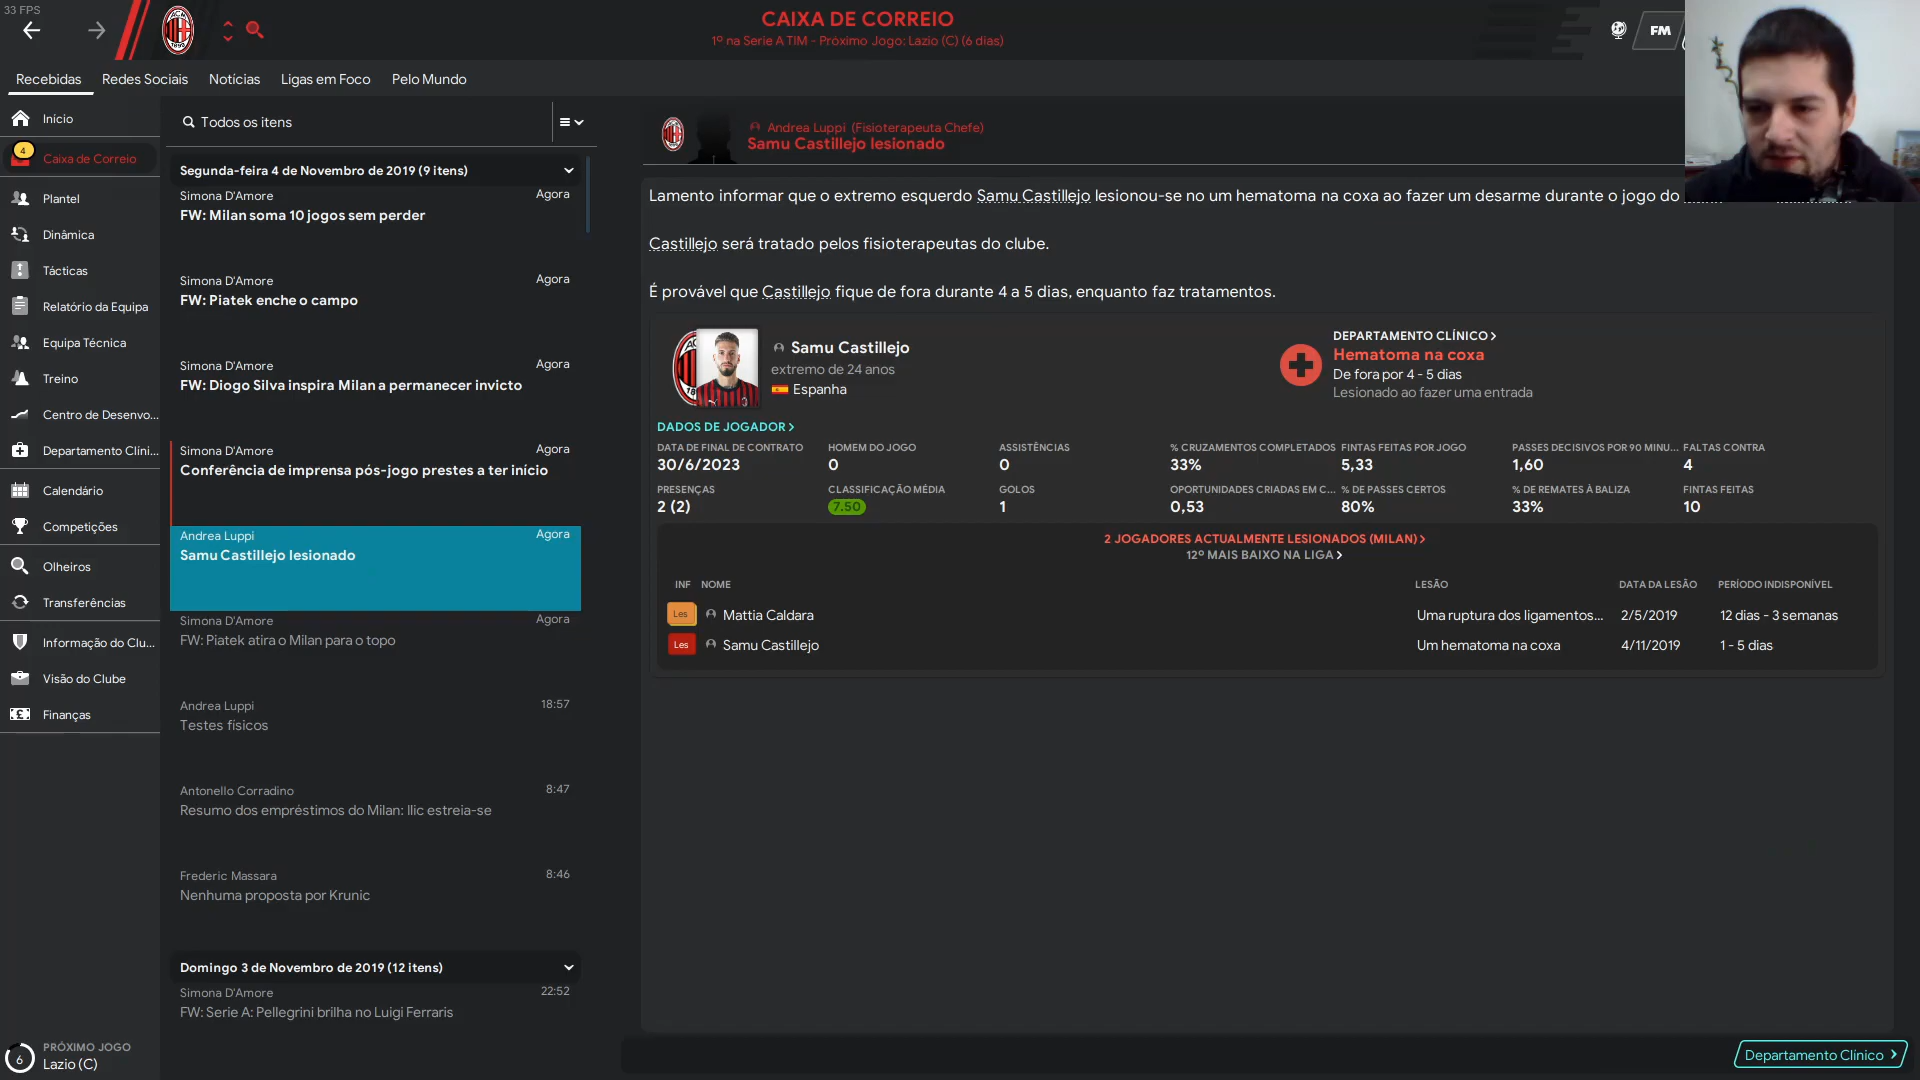 33 FPS
CAIXA DE CORREIO
1º na Serie A TIM - Próximo Jogo: Lazio (C) (6 dias)
FM
Recebidas
Redes Sociais
Notícias
Ligas em Foco
Pelo Mundo
Início
4
Caixa de Correio
Plantel
Dinâmica
Tácticas
Relatório da Equipa
Equipa Técnica
Treino
Centro de Desenvo...
Departamento Clíni...
Calendário
Competições
Olheiros
Transferências
Informação do Clu...
Visão do Clube
Finanças
6
PRÓXIMO JOGO
Lazio (C)
Todos os itens
Segunda-feira 4 de Novembro de 2019 (9 itens)
Simona D'Amore
Agora
FW: Milan soma 10 jogos sem perder
Simona D'Amore
Agora
FW: Piatek enche o campo
Simona D'Amore
Agora
FW: Diogo Silva inspira Milan a permanecer invicto
Simona D'Amore
Agora
Conferência de imprensa pós-jogo prestes a ter início
Andrea Luppi
Agora
Samu Castillejo lesionado
Simona D'Amore
Agora
FW: Piatek atira o Milan para o topo
Andrea Luppi
18:57
Testes físicos
Antonello Corradino
8:47
Resumo dos empréstimos do Milan: Ilic estreia-se
Frederic Massara
8:46
Nenhuma proposta por Krunic
Domingo 3 de Novembro de 2019 (12 itens)
Simona D'Amore
22:52
FW: Serie A: Pellegrini brilha no Luigi Ferraris
Andrea Luppi (Fisioterapeuta Chefe)
Samu Castillejo lesionado
Lamento informar que o extremo esquerdo Samu Castillejo lesionou-se no um hematoma na coxa ao fazer um desarme durante o jogo do
Castillejo será tratado pelos fisioterapeutas do clube.
É provável que Castillejo fique de fora durante 4 a 5 dias, enquanto faz tratamentos.
Samu Castillejo
extremo de 24 anos
Espanha
DEPARTAMENTO CLÍNICO >
Hematoma na coxa
De fora por 4 - 5 dias
Lesionado ao fazer uma entrada
DADOS DE JOGADOR >
DATA DE FINAL DE CONTRATO
HOMEM DO JOGO
ASSISTÊNCIAS
% CRUZAMENTOS COMPLETADOS
FINTAS FEITAS POR JOGO
PASSES DECISIVOS POR 90 MINU...
FALTAS CONTRA
30/6/2023
0
0
33%
5,33
1,60
4
PRESENÇAS
CLASSIFICAÇÃO MÉDIA
GOLOS
OPORTUNIDADES CRIADAS EM C...
% DE PASSES CERTOS
% DE REMATES À BALIZA
FINTAS FEITAS
2 (2)
7.50
1
0,53
80%
33%
10
2 JOGADORES ACTUALMENTE LESIONADOS (MILAN) >
12º MAIS BAIXO NA LIGA >
INF
NOME
LESÃO
DATA DA LESÃO
PERÍODO INDISPONÍVEL
Les
Mattia Caldara
Uma ruptura dos ligamentos...
2/5/2019
12 dias - 3 semanas
Les
Samu Castillejo
Um hematoma na coxa
4/11/2019
1 - 5 dias
Departamento Clínico >